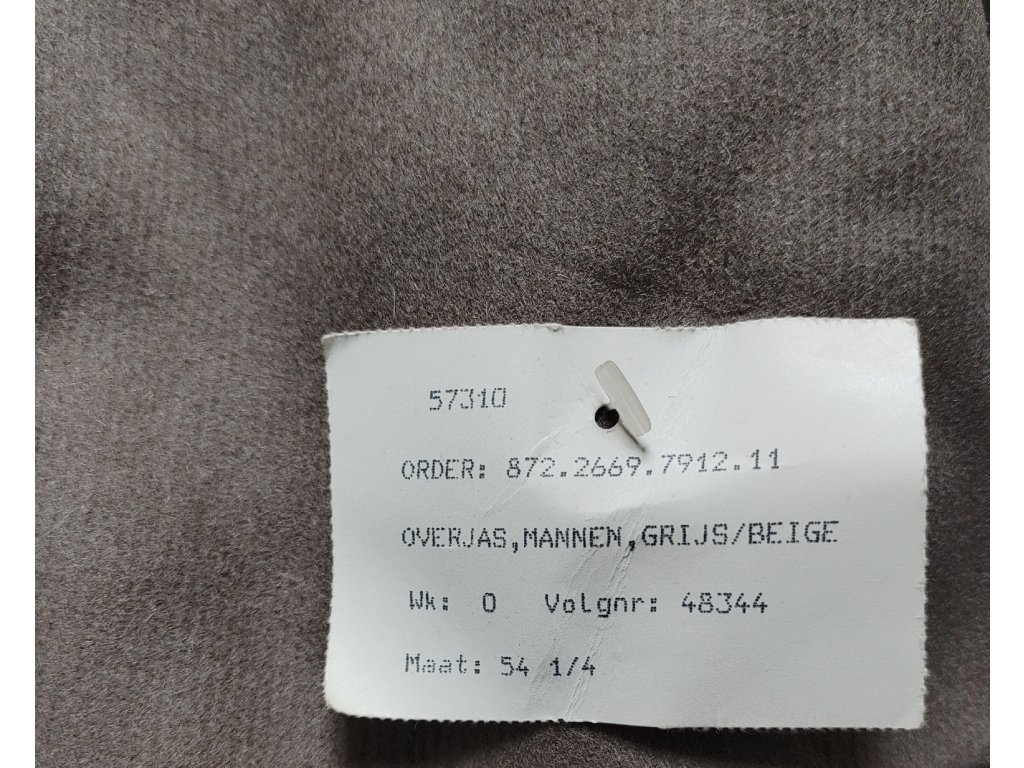 57310
ORDER: 872.2669.7912.11
OVERJAS,MANNEN,GRIJS/BEIGE
Wk: 0 Volgnr: 48344
Maat: 54 1/4